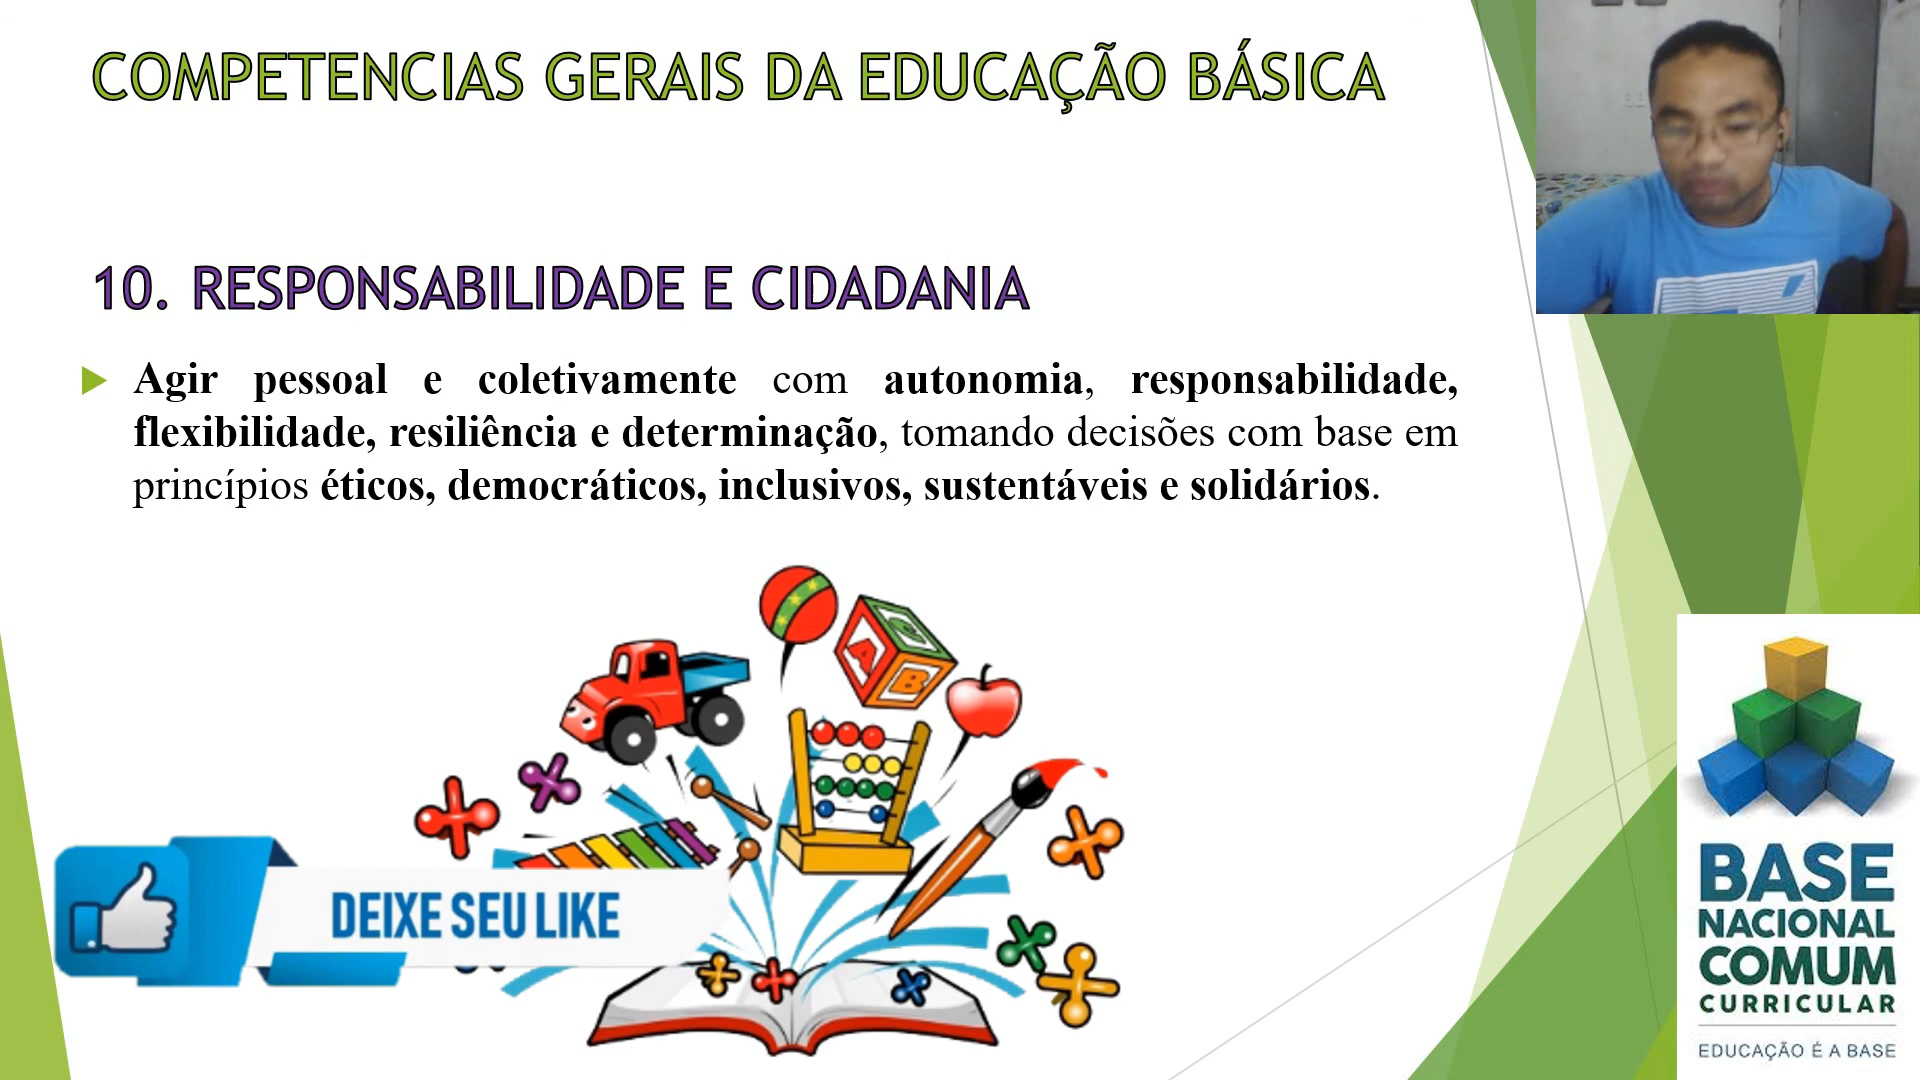 COMPETENCIAS GERAIS DA EDUCAÇÃO BÁSICA
10. RESPONSABILIDADE E CIDADANIA
Agir pessoal e coletivamente com autonomia, responsabilidade,
flexibilidade, resiliência e determinação, tomando decisões com base em
princípios éticos, democráticos, inclusivos, sustentáveis e solidários.
C
A
B
DEIXE SEU LIKE
BASE
NACIONAL
COMUM
CURRICULAR
EDUCAÇÃO É A BASE